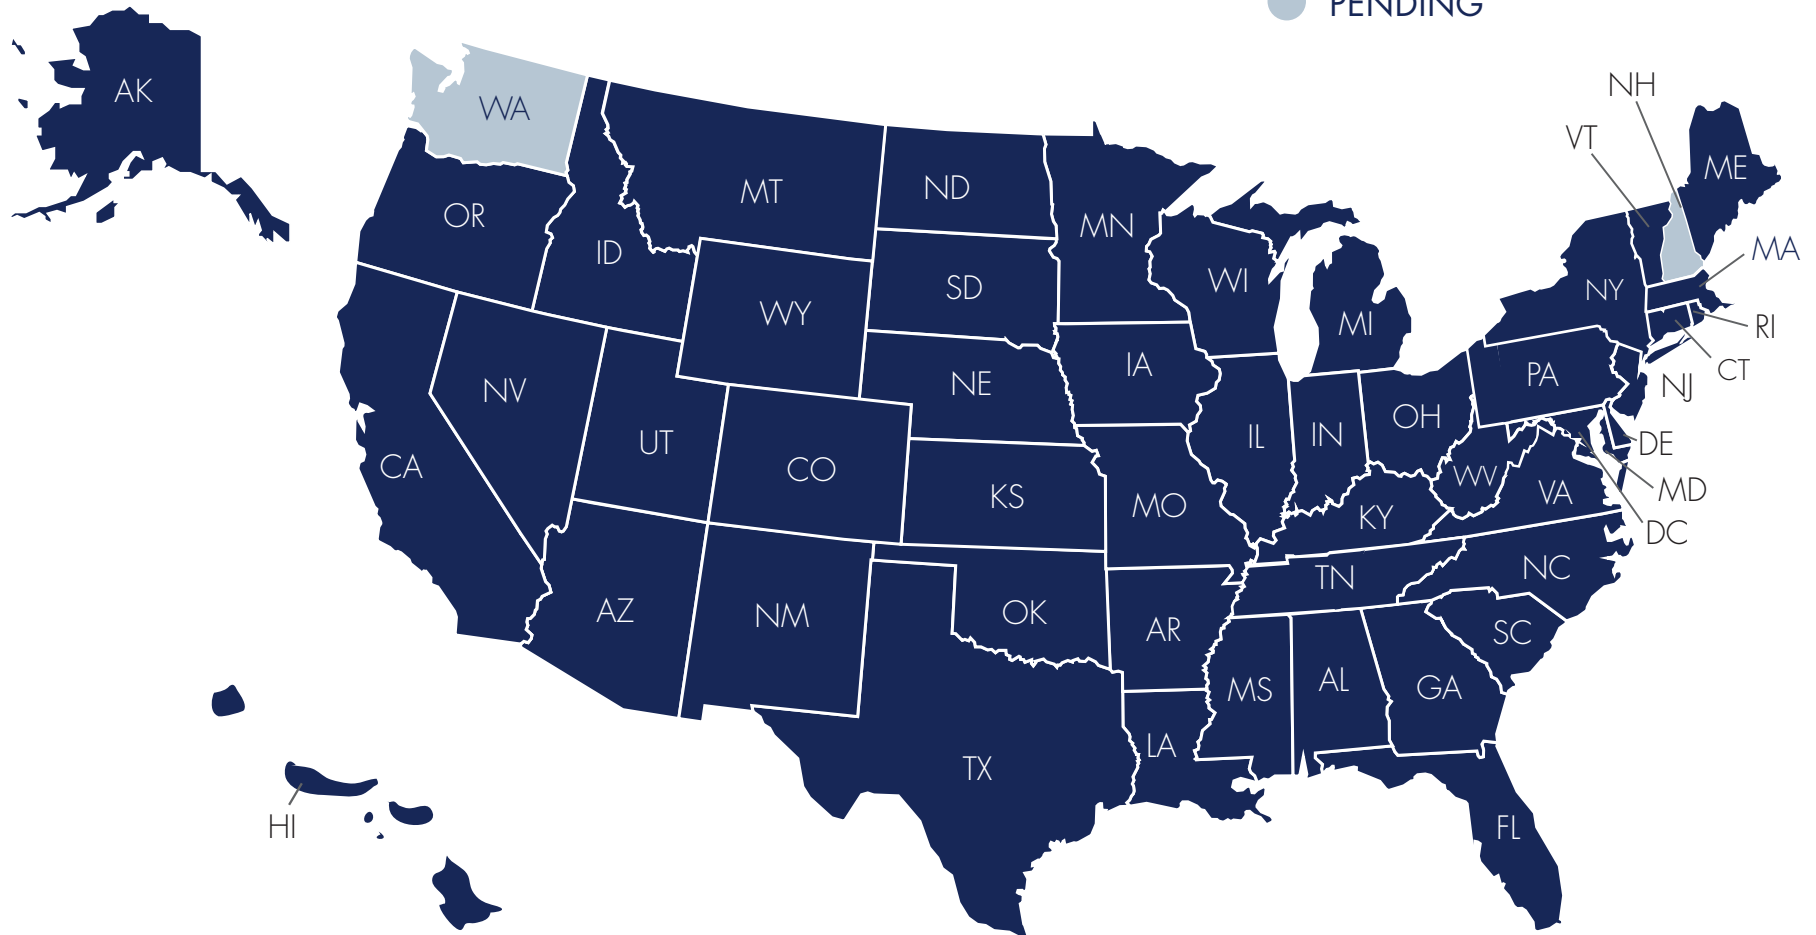 PENDING
AK
NH
WA
VT
ME
MT
ND
OR
MN
ID
MA
WI
SD
NY
WY
MI
RI
IA
CT
NE
PA
NJ
NV
OH
UT
IL
IN
DE
CO
CA
WV
MD
KS
VA
MO
KY
DC
NC
TN
AZ
NM
OK
AR
SC
MS
AL
GA
LA
TX
HI
FL